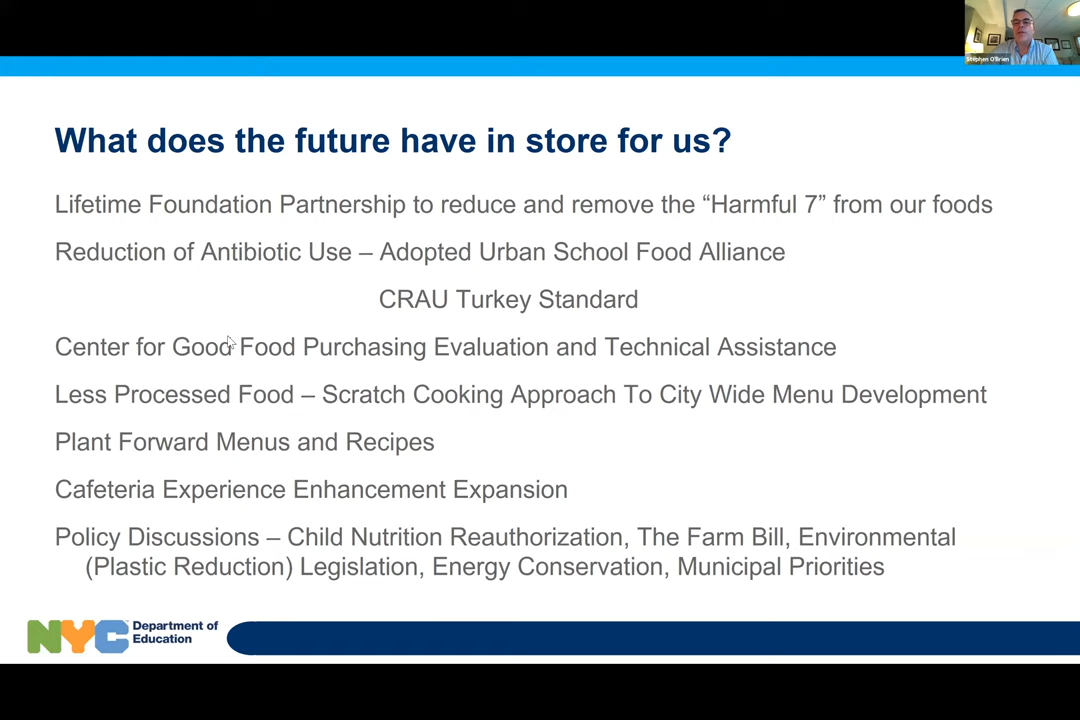 Stephen O'Brien
What does the future have in store for us?
Lifetime Foundation Partnership to reduce and remove the “Harmful 7” from our foods
Reduction of Antibiotic Use – Adopted Urban School Food Alliance
CRAU Turkey Standard
Center for Good Food Purchasing Evaluation and Technical Assistance
Less Processed Food – Scratch Cooking Approach To City Wide Menu Development
Plant Forward Menus and Recipes
Cafeteria Experience Enhancement Expansion
Policy Discussions – Child Nutrition Reauthorization, The Farm Bill, Environmental
(Plastic Reduction) Legislation, Energy Conservation, Municipal Priorities
NYC Department of
Education